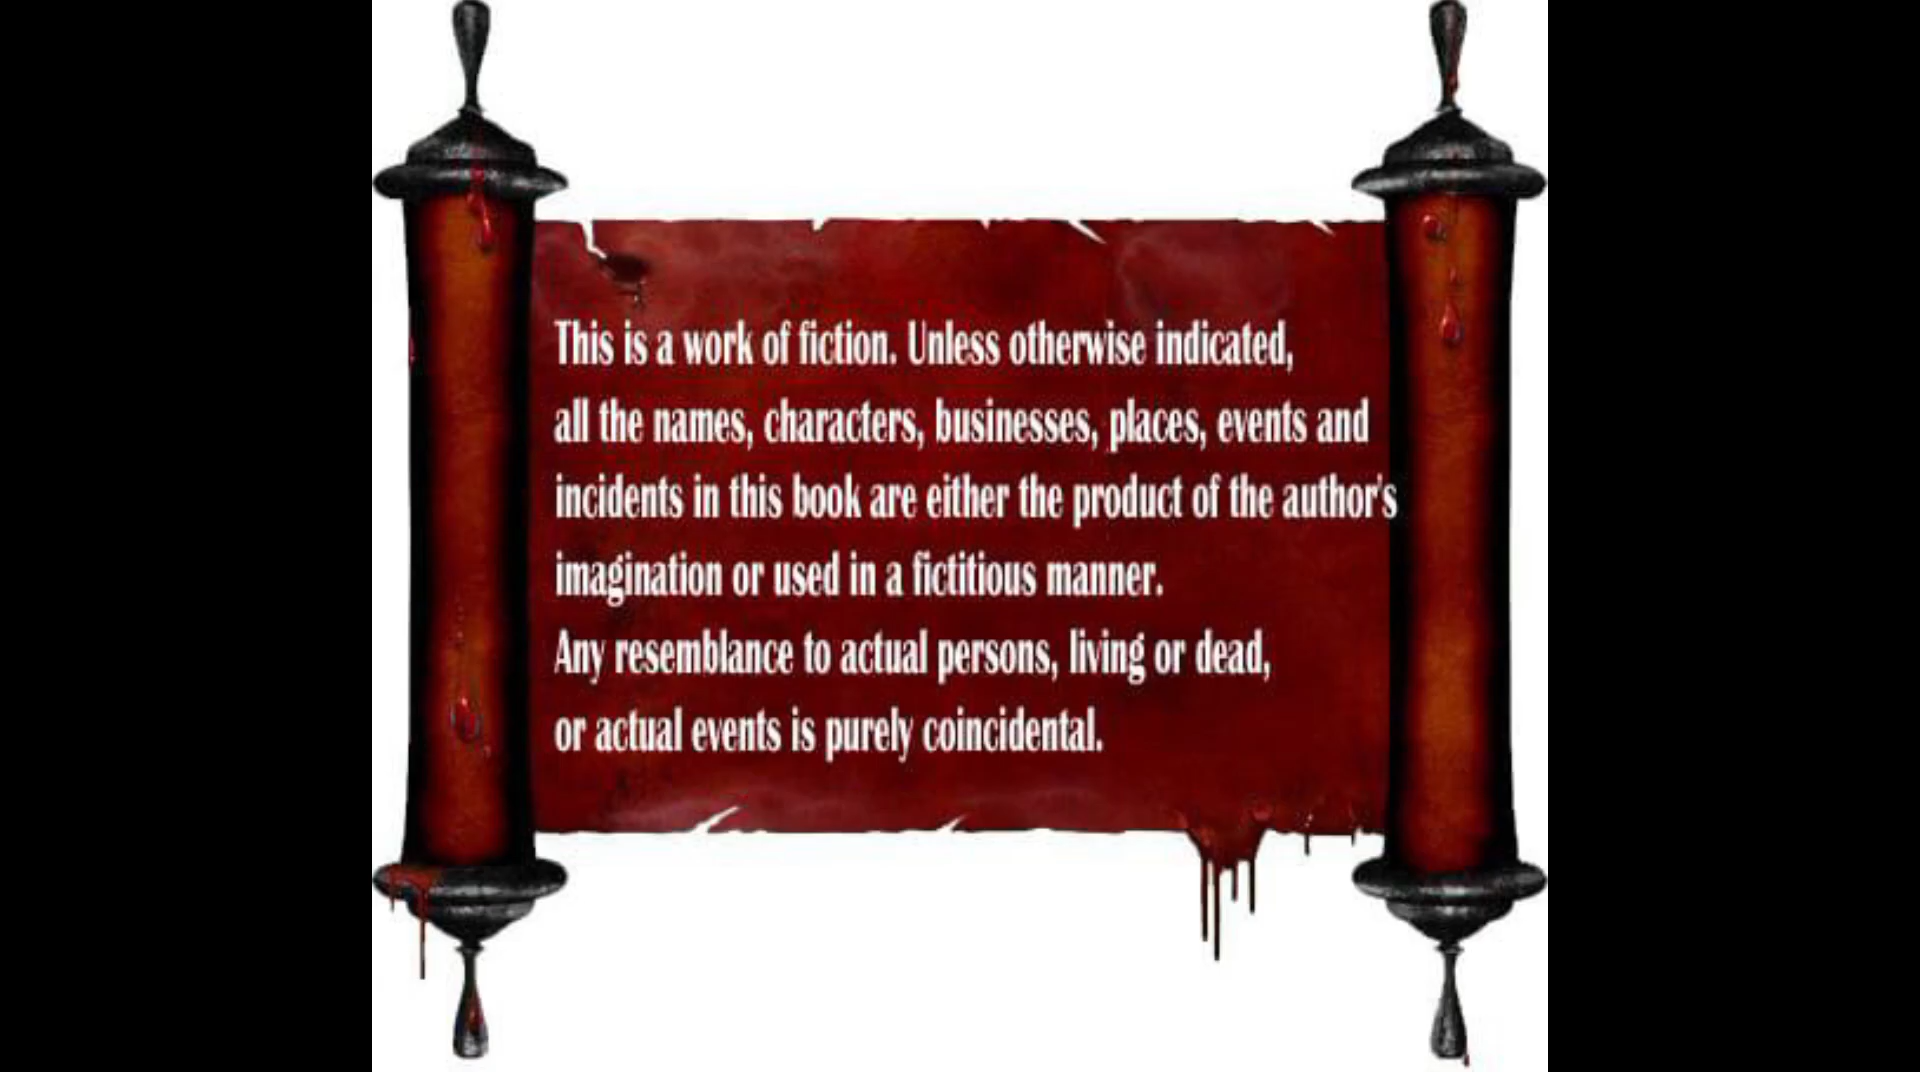 This is a work of fiction. Unless otherwise indicated,
all the names, characters, businesses, places, events and
incidents in this book are either the product of the author's
imagination or used in a fictitious manner.
Any resemblance to actual persons, living or dead,
or actual events is purely coincidental.